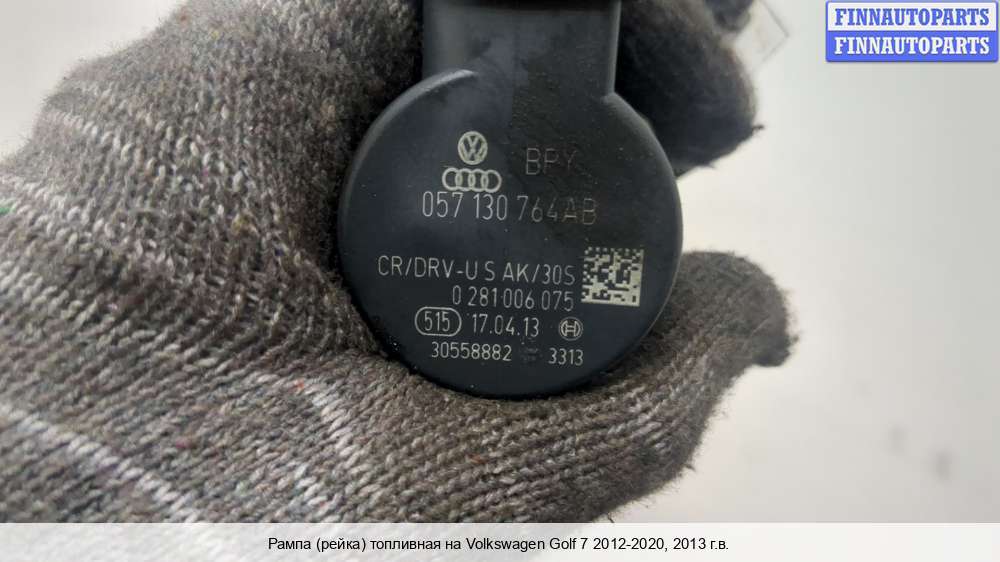 FINNAUTOPARTS
FINNAUTOPARTS
BPY
057 130 764AB
CR/DRV-U S AK/30S
0 281 006 075
515 17.04.13
30558882 3313
Рампа (рейка) топливная на Volkswagen Golf 7 2012-2020, 2013 г.в.